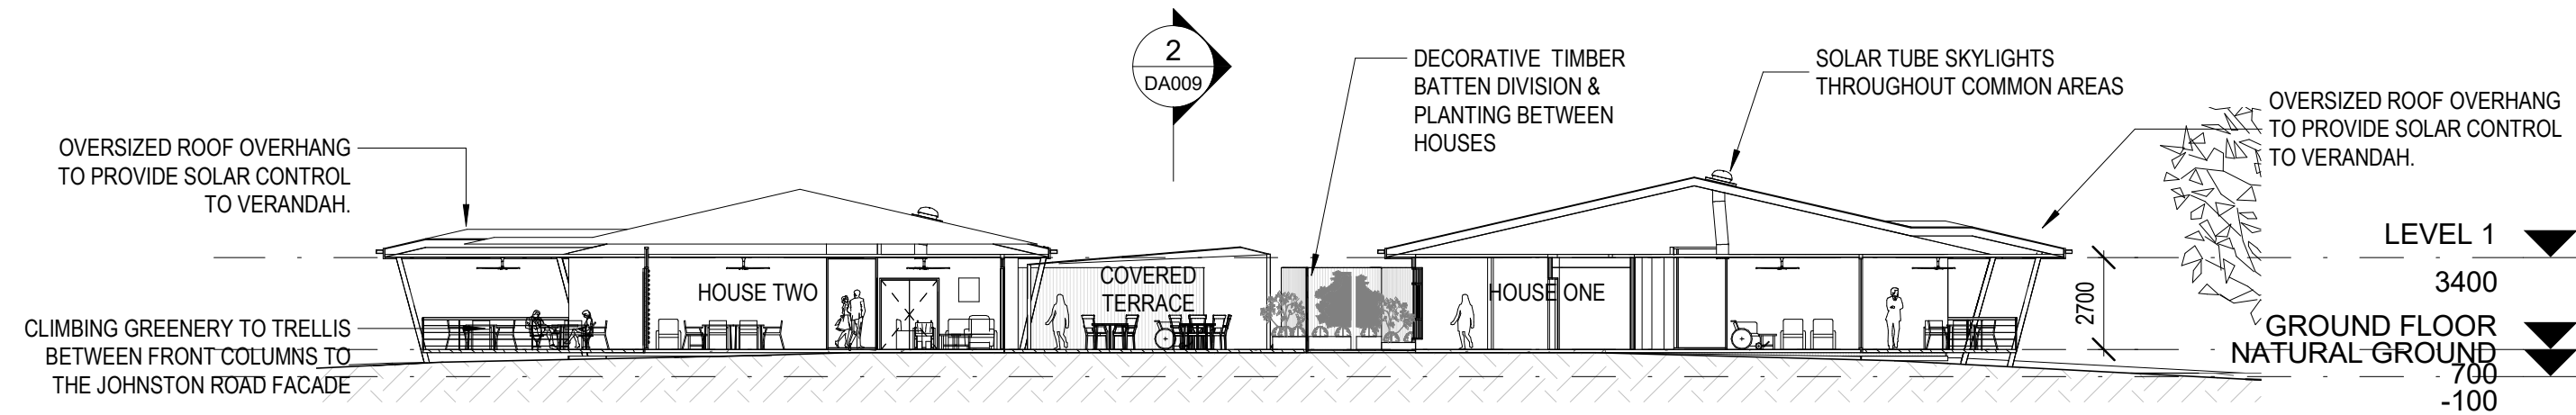 2
DA009
DECORATIVE TIMBER
BATTEN DIVISION &
PLANTING BETWEEN
HOUSES
SOLAR TUBE SKYLIGHTS
THROUGHOUT COMMON AREAS
OVERSIZED ROOF OVERHANG
TO PROVIDE SOLAR CONTROL
TO VERANDAH.
OVERSIZED ROOF OVERHANG
TO PROVIDE SOLAR CONTROL
TO VERANDAH.
HOUSE TWO
COVERED
TERRACE
HOUSE ONE
2700
CLIMBING GREENERY TO TRELLIS
BETWEEN FRONT COLUMNS TO
THE JOHNSTON ROAD FACADE
LEVEL 1
3400
GROUND FLOOR
NATURAL GROUND
700
-100